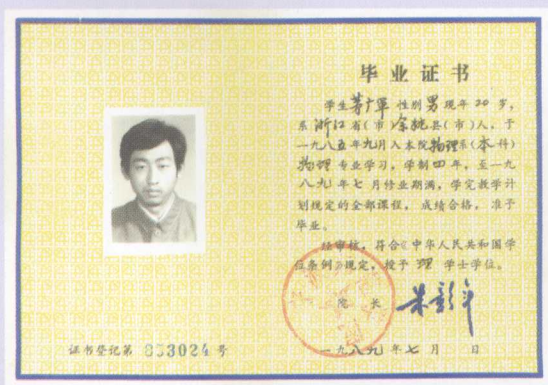 毕业证书
学生茅广军 性别男 现年20岁，
系浙江省(市)余姚县(市)人，于
一九八五年九月入本院物理系(本科)
物理专业学习，学制四年，至一九
八九年七月修业期满，学完教学计
划规定的全部课程，成绩合格，准予
毕业。
经审核，符合《中华人民共和国学
位条例》规定，授予理学士学位。
院 长
一九八九年七月 日
证书登记第 853024 号